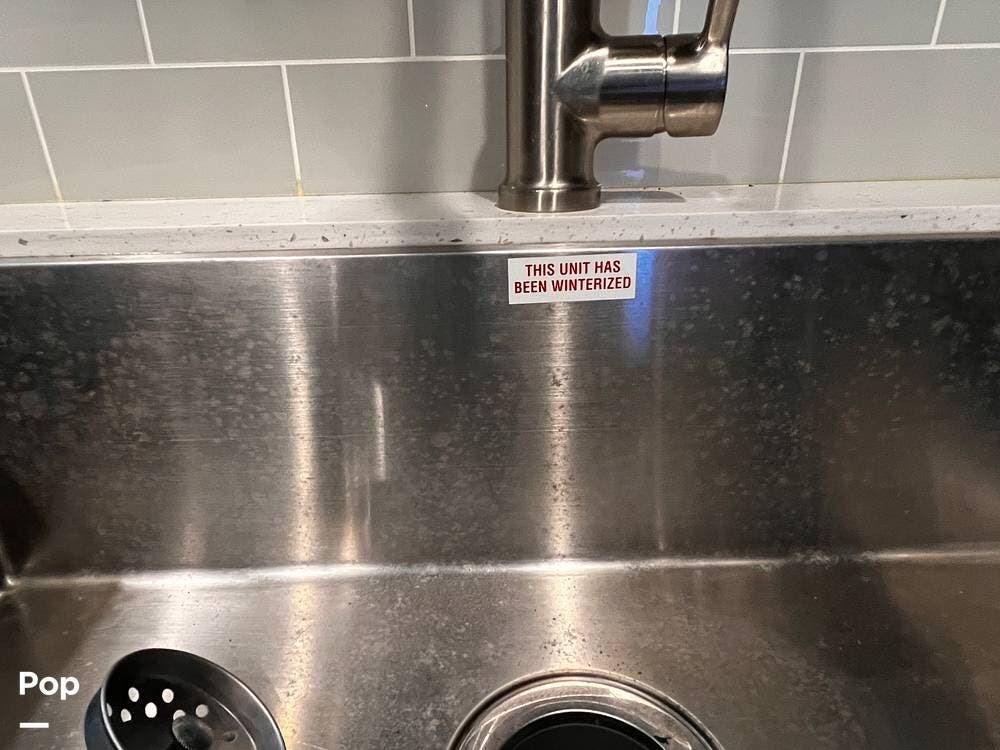 THIS UNIT HAS
BEEN WINTERIZED
Pop